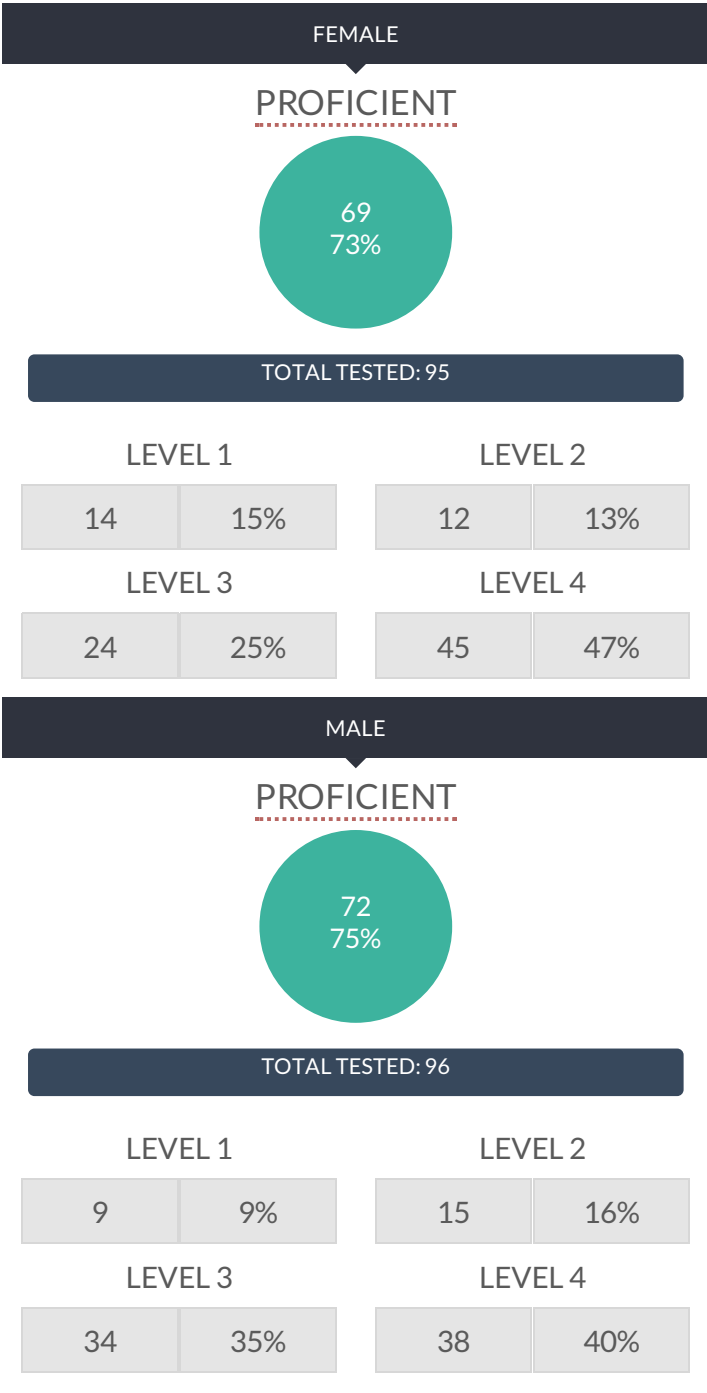 FEMALE
PROFICIENT
69
73%
TOTAL TESTED: 95
LEVEL 1 LEVEL 2
14 15% 12 13%
LEVEL 3 LEVEL 4
24 25% 45 47%
MALE
PROFICIENT
72
75%
TOTAL TESTED: 96
LEVEL 1 LEVEL 2
9 9% 15 16%
LEVEL 3 LEVEL 4
34 35% 38 40%